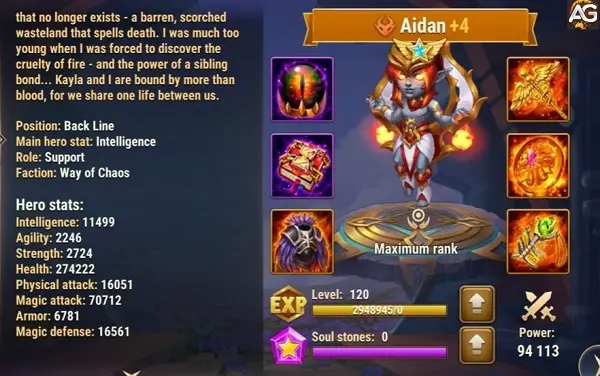 that no longer exists - a barren, scorched
wasteland that spells death. I was much too
young when I was forced to discover the
cruelty of fire - and the power of a sibling
bond... Kayla and I are bound by more than
blood, for we share one life between us.
Position: Back Line
Main hero stat: Intelligence
Role: Support
Faction: Way of Chaos
Hero stats:
Intelligence: 11499
Agility: 2246
Strength: 2724
Health: 274222
Physical attack: 16051
Magic attack: 70712
Armor: 6781
Magic defense: 16561
Aidan +4
AG
Maximum rank
EXP
Level: 120
2948945/0
Soul stones: 0
Power:
94 113